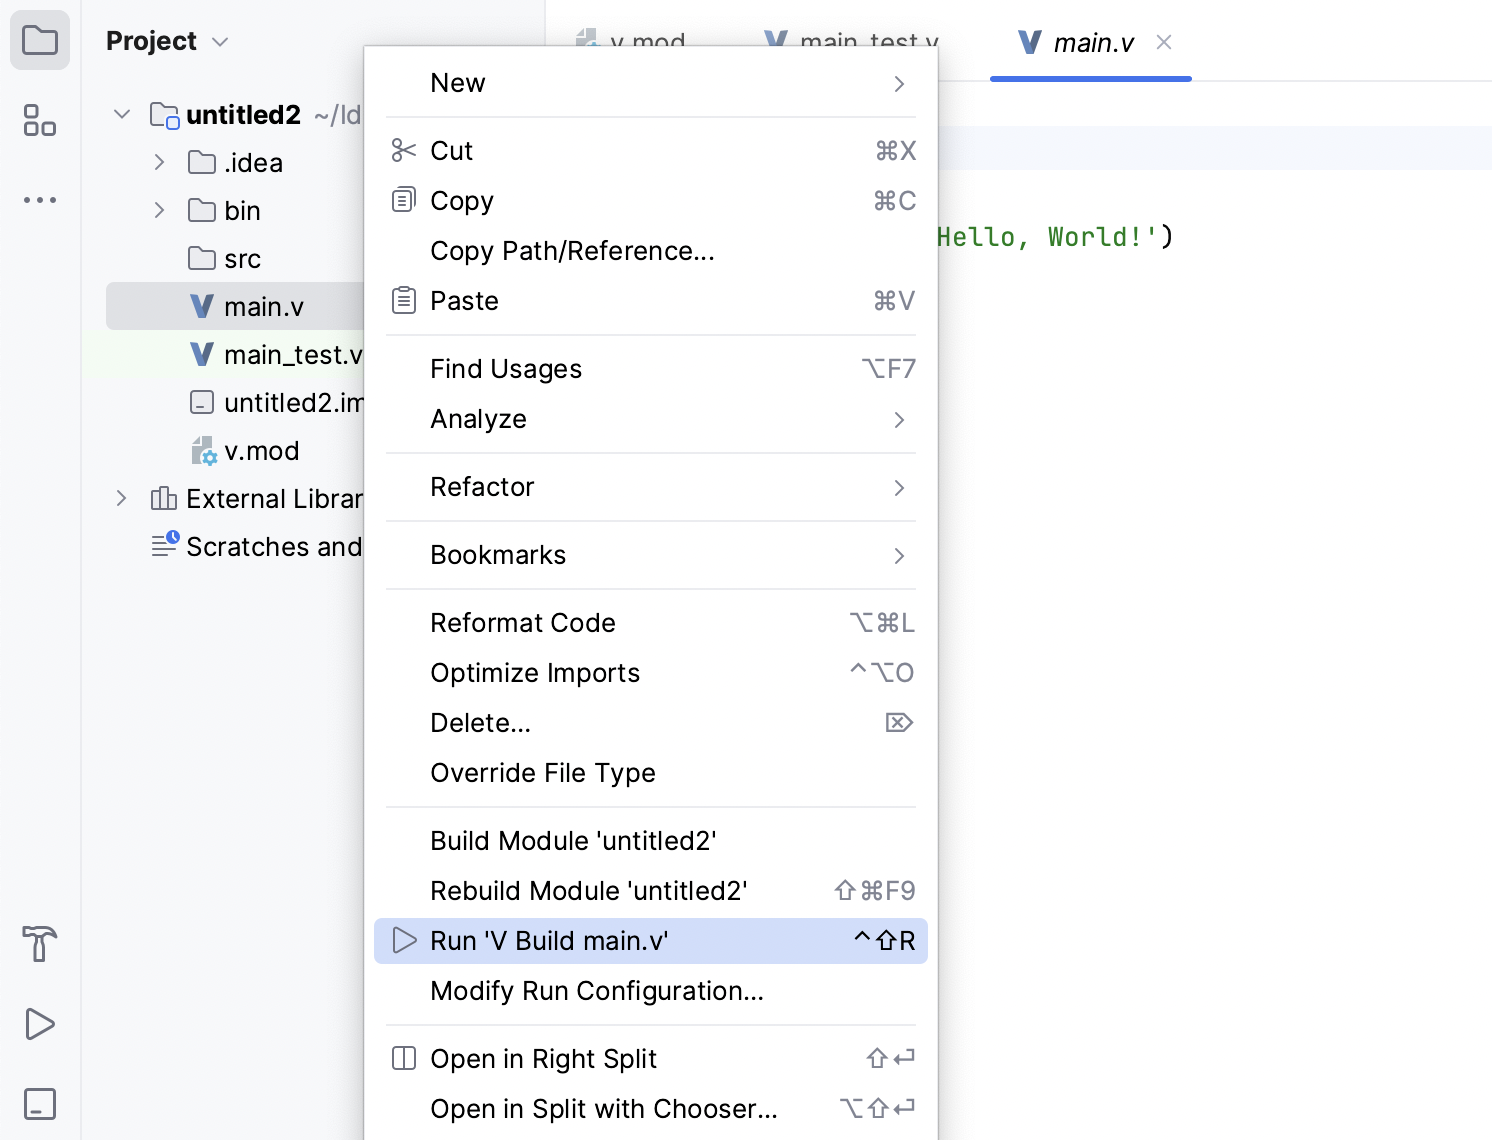 Project
v.mod
main_test.v
main.v
untitled2 ~/Id
.idea
bin
src
main.v
main_test.v
untitled2.im
v.mod
External Librar
Scratches and
New
Cut ⌘X
Copy ⌘C
Copy Path/Reference...
Paste ⌘V
Find Usages ⌥F7
Analyze
Refactor
Bookmarks
Reformat Code ⌥⌘L
Optimize Imports ^⌥O
Delete... ⌦
Override File Type
Build Module 'untitled2'
Rebuild Module 'untitled2' ⇧⌘F9
Run 'V Build main.v' ^⇧R
Modify Run Configuration...
Open in Right Split ⇧⏎
Open in Split with Chooser... ⌥⇧⏎
Hello, World!')